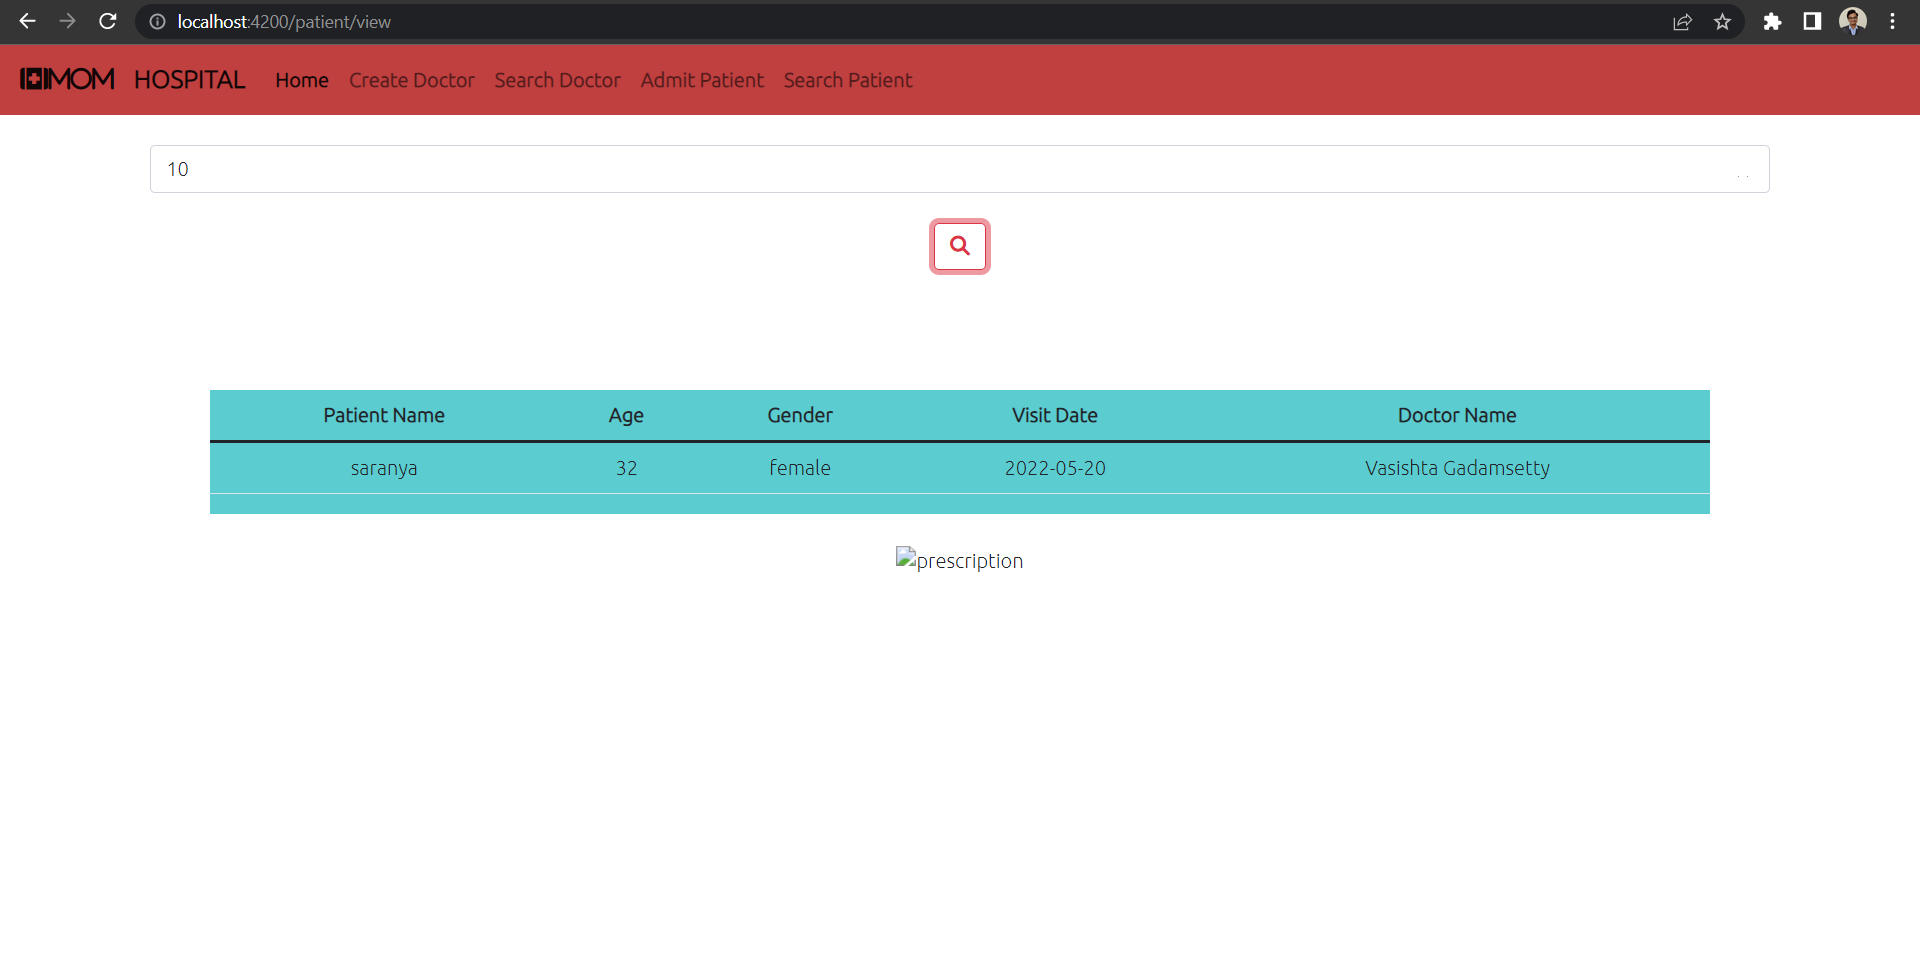 localhost:4200/patient/view
MOM HOSPITAL Home Create Doctor Search Doctor Admit Patient Search Patient
10
Patient Name Age Gender Visit Date Doctor Name
saranya 32 female 2022-05-20 Vasishta Gadamsetty
prescription